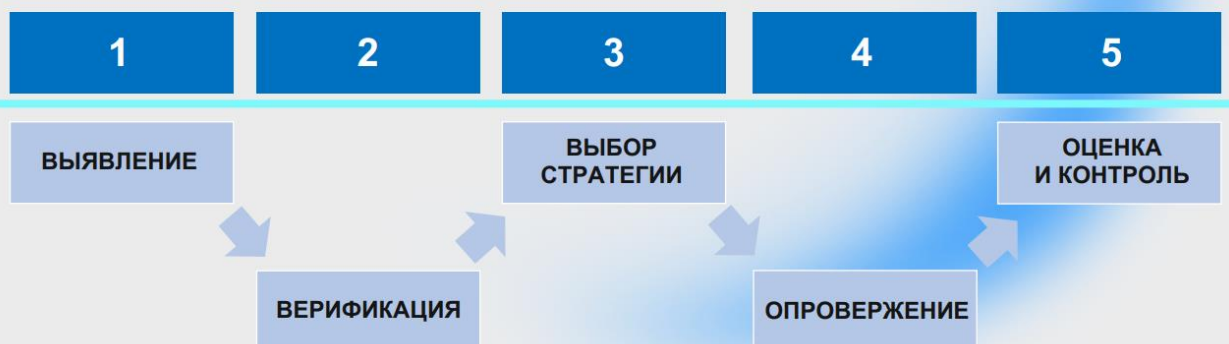 1
2
3
4
5
ВЫЯВЛЕНИЕ
ВЫБОР
СТРАТЕГИИ
ОЦЕНКА
И КОНТРОЛЬ
ВЕРИФИКАЦИЯ
ОПРОВЕРЖЕНИЕ